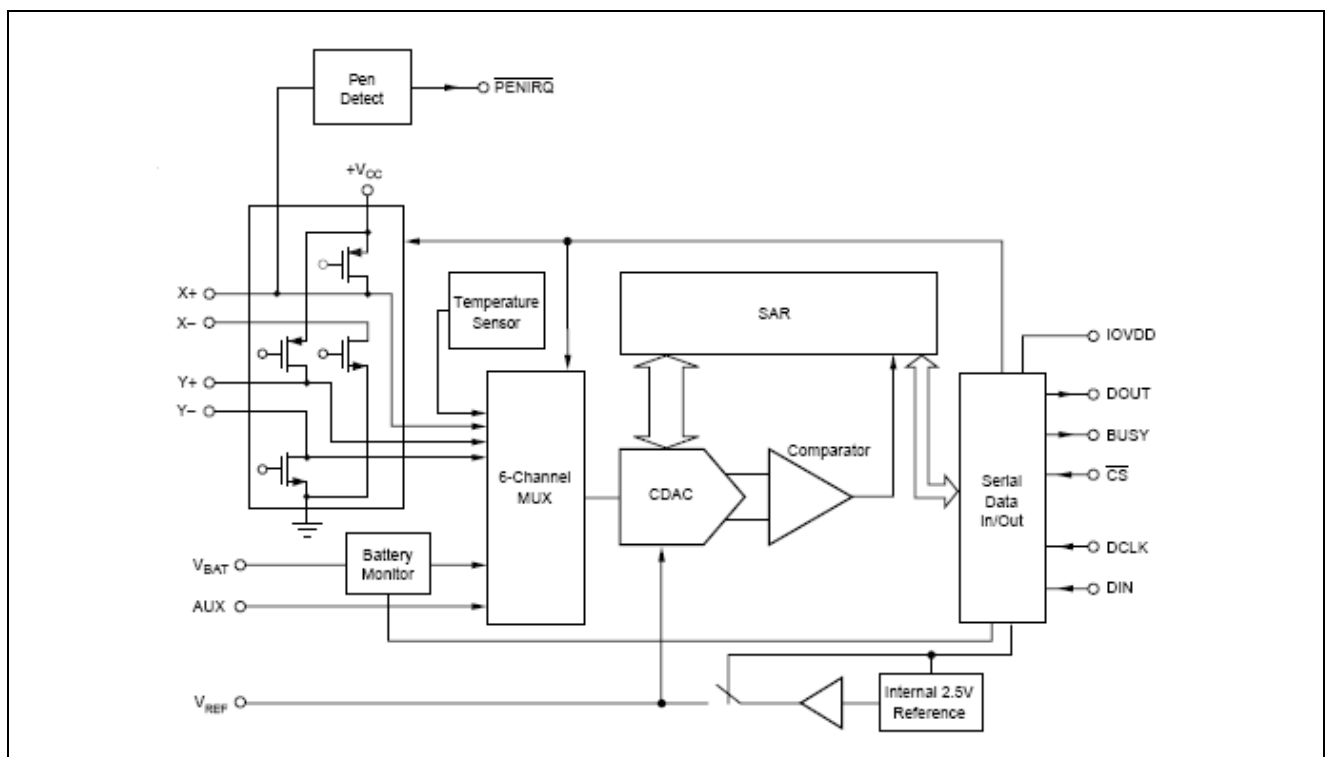 Pen
Detect
PENIRQ
+VCC
X+
X–
Y+
Y–
Temperature
Sensor
SAR
IOVDD
DOUT
BUSY
CS
DCLK
DIN
6-Channel
MUX
CDAC
Comparator
Serial
Data
In/Out
VBAT
Battery
Monitor
AUX
VREF
Internal 2.5V
Reference